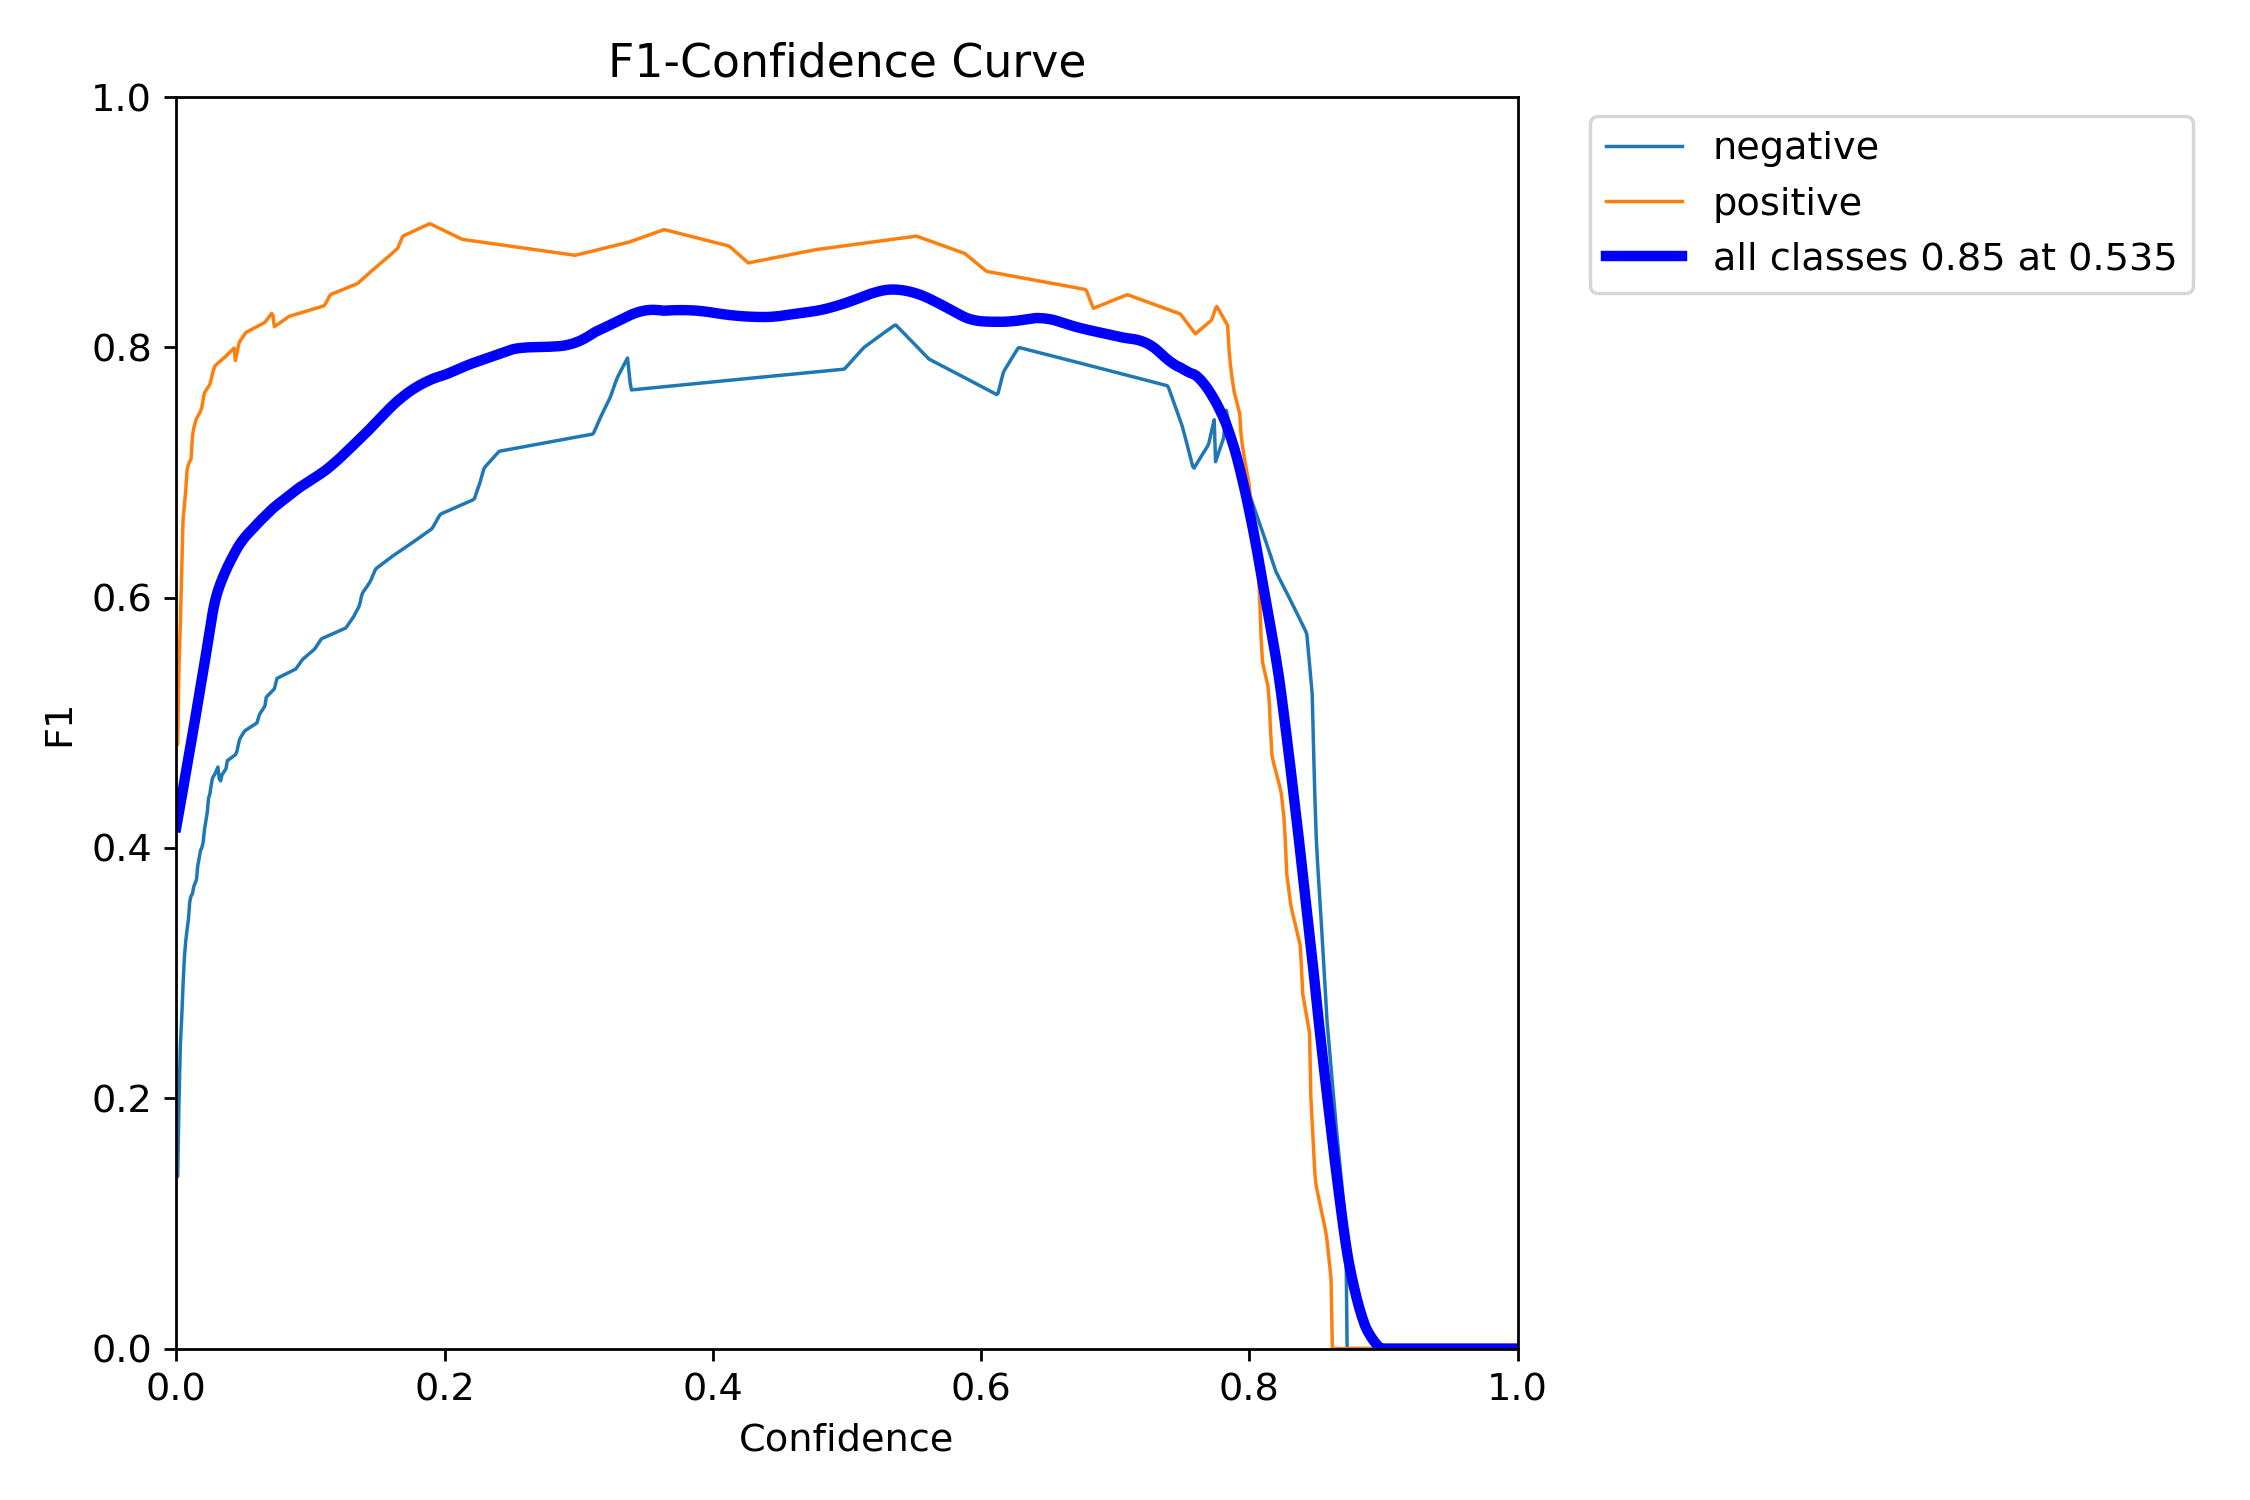 F1-Confidence Curve
1.0
0.8
0.6
0.4
0.2
0.0
F1
0.0 0.2 0.4 0.6 0.8 1.0
Confidence
negative
positive
all classes 0.85 at 0.535